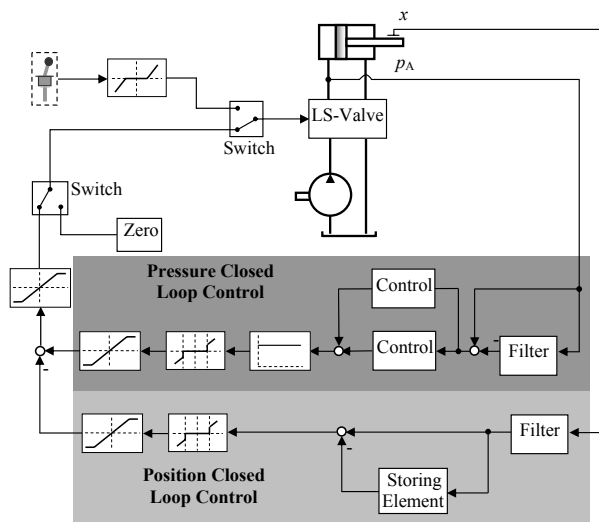 x
pA
LS-Valve
Switch
Switch
Zero
Pressure Closed
Loop Control
Control
Control
Filter
-
-
-
Filter
Storing
Element
Position Closed
Loop Control